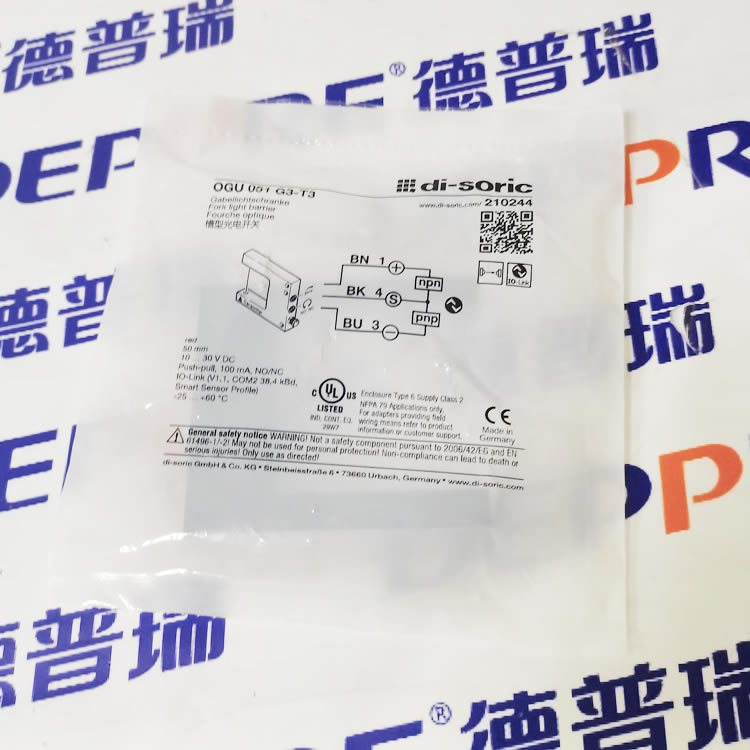 德普瑞
DEPRE®德普瑞
DEPR
OGU 051 G3-T3
di-soric
Gabellichtschranke
Fork light barrier
Fourche optique
槽型光电开关
www.di-soric.com/ 210244
BN 1 +
npn
BK 4 S
pnp
BU 3 −
IO-Link
red
50 mm
10 ... 30 V DC
Push-pull, 100 mA, NO/NC
IO-Link (V1.1, COM2 38.4 kBd,
Smart Sensor Profile)
-25 ... +60 °C
C UL US
LISTED
IND. CONT. EQ.
29W7
Enclosure Type 6 Supply Class 2
NFPA 79 Applications only.
For adapters providing field
wiring means refer to product
information or customer support.
CE
Made in
Germany
General safety notice WARNING! Not a safety component pursuant to 2006/42/EG and EN
61496-1/-2! May not be used for personal protection! Non-compliance can lead to death or
serious injuries! Only use as directed!
di-soric GmbH & Co. KG • Steinbeisstraße 6 • 73660 Urbach, Germany • www.di-soric.com
德普瑞
®德普瑞